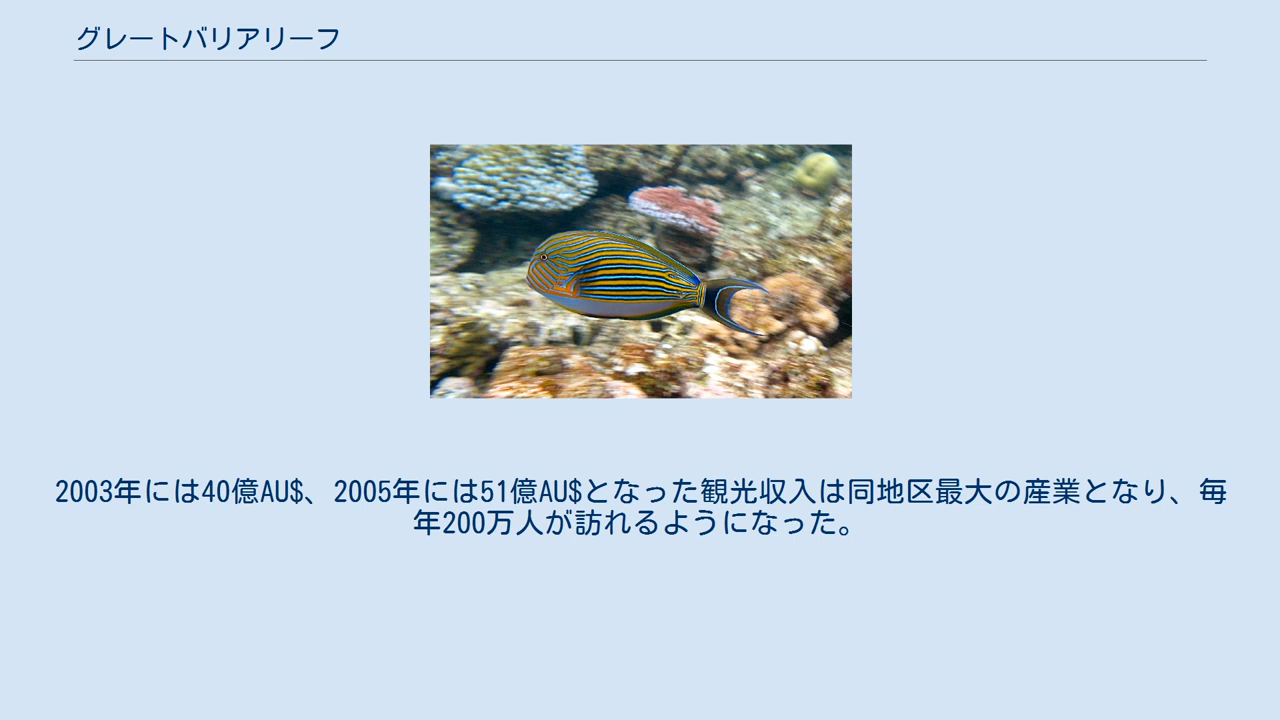 グレートバリアリーフ
2003年には40億AU$、2005年には51億AU$となった観光収入は同地区最大の産業となり、毎
年200万人が訪れるようになった。